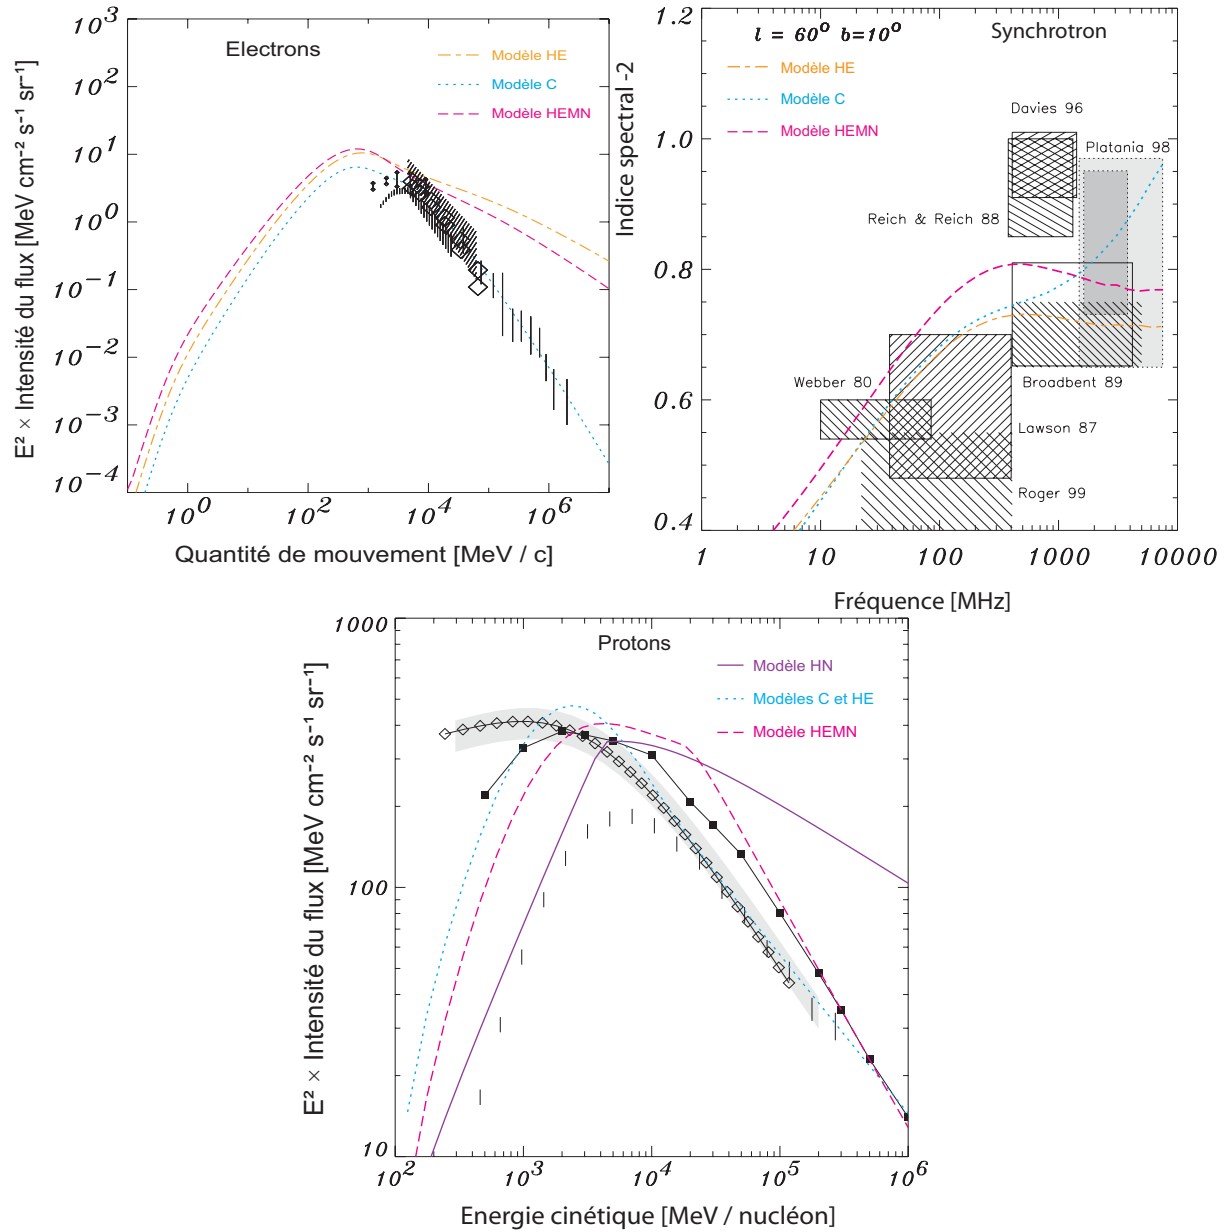 Electrons
Modèle HE
Modèle C
Modèle HEMN
10³
10²
10¹
10⁰
10⁻¹
10⁻²
10⁻³
10⁻⁴
E² × Intensité du flux [MeV cm⁻² s⁻¹ sr⁻¹]
10⁰ 10² 10⁴ 10⁶
Quantité de mouvement [MeV / c]
l = 60° b=10°
Synchrotron
Modèle HE
Modèle C
Modèle HEMN
1.2
1.0
0.8
0.6
0.4
Indice spectral -2
Davies 96
Platania 98
Reich & Reich 88
Webber 80
Broadbent 89
Lawson 87
Roger 99
1 10 100 1000 10000
Fréquence [MHz]
Protons
Modèle HN
Modèles C et HE
Modèle HEMN
1000
100
10
E² × Intensité du flux [MeV cm⁻² s⁻¹ sr⁻¹]
10² 10³ 10⁴ 10⁵ 10⁶
Energie cinétique [MeV / nucléon]